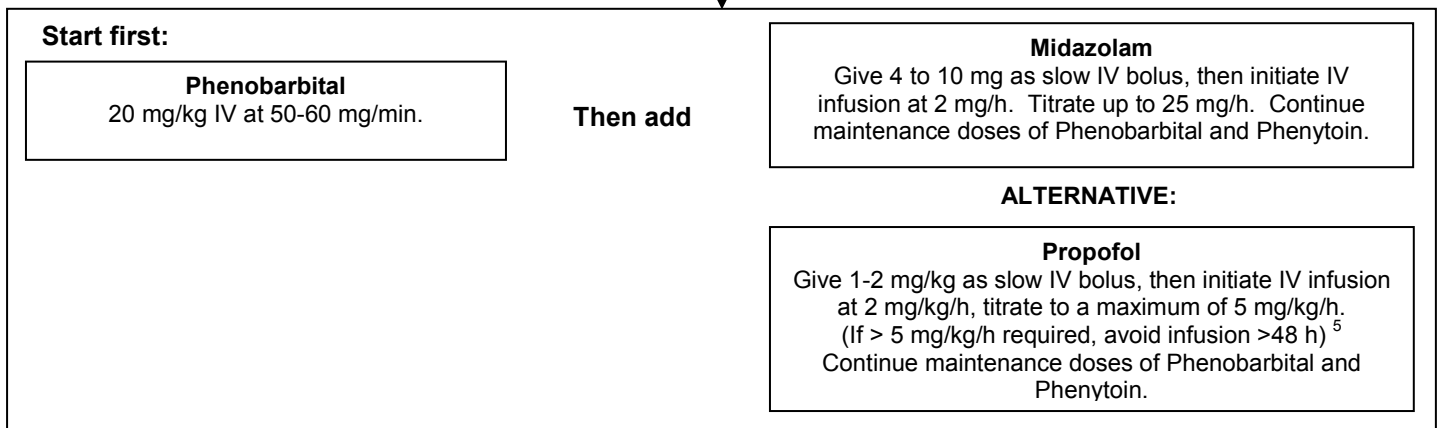 Start first:
Phenobarbital
20 mg/kg IV at 50-60 mg/min.
Then add
Midazolam
Give 4 to 10 mg as slow IV bolus, then initiate IV
infusion at 2 mg/h. Titrate up to 25 mg/h. Continue
maintenance doses of Phenobarbital and Phenytoin.
ALTERNATIVE:
Propofol
Give 1-2 mg/kg as slow IV bolus, then initiate IV infusion
at 2 mg/kg/h, titrate to a maximum of 5 mg/kg/h.
(If > 5 mg/kg/h required, avoid infusion >48 h) 5
Continue maintenance doses of Phenobarbital and
Phenytoin.